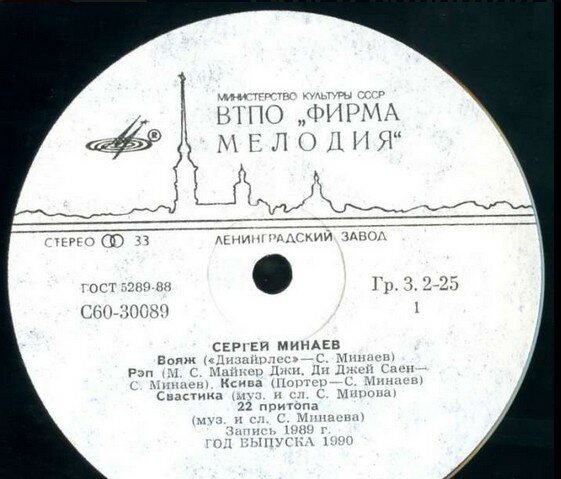 МИНИСТЕРСТВО КУЛЬТУРЫ СССР
ВТПО „ФИРМА
МЕЛОДИЯ“
®
СТЕРЕО 33
ЛЕНИНГРАДСКИЙ ЗАВОД
ГОСТ 5289-88
С60-30089
Гр. 3. 2-25
1
СЕРГЕЙ МИНАЕВ
Вояж («Дизайрлес»—С. Минаев)
Рэп (М. С. Майкер Джи, Ди Джей Саен—
С. Минаев). Ксива (Портер—С. Минаев)
Свастика (муз. и сл. С. Мирова)
22 притопа
(муз. и сл. С. Минаева)
Запись 1989 г.
ГОД ВЫПУСКА 1990